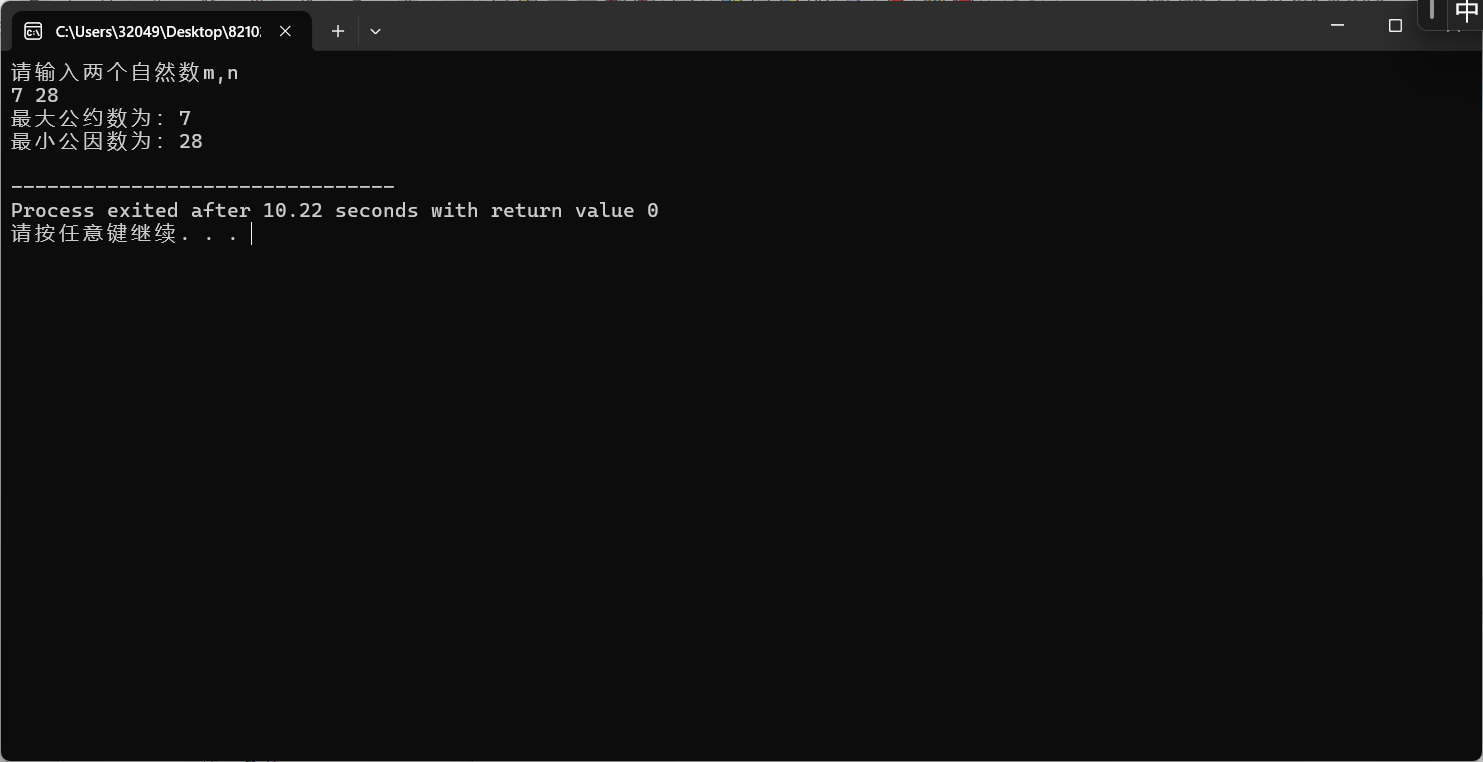 C:\Users\32049\Desktop\8210
中
请输入两个自然数m,n
7 28
最大公约数为：7
最小公因数为：28
--------------------------------
Process exited after 10.22 seconds with return value 0
请按任意键继续. . .